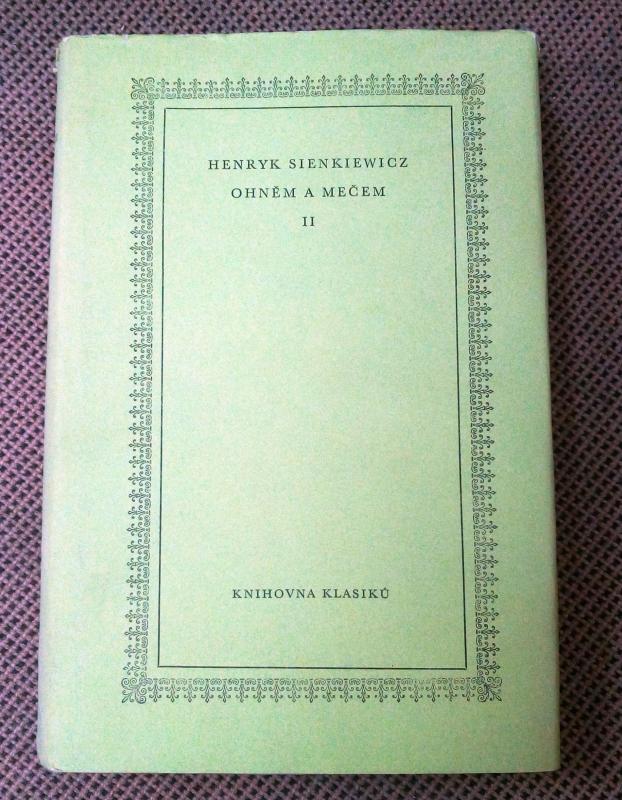 HENRYK SIENKIEWICZ
OHNĚM A MEČEM
II
KNIHOVNA KLASIKŮ